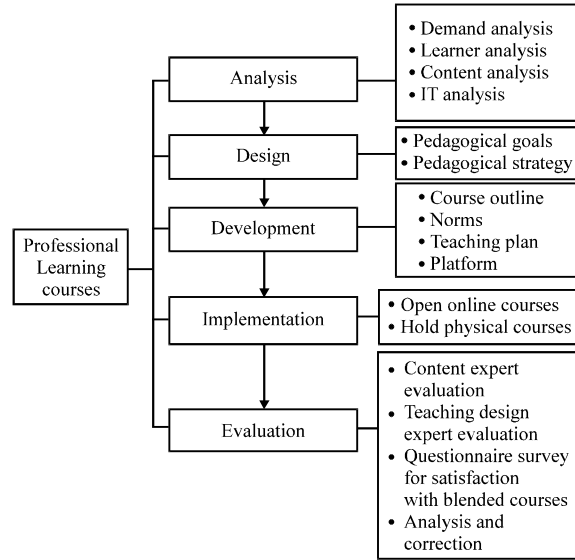 Professional
Learning
courses
Analysis
• Demand analysis
• Learner analysis
• Content analysis
• IT analysis
Design
• Pedagogical goals
• Pedagogical strategy
Development
• Course outline
• Norms
• Teaching plan
• Platform
Implementation
• Open online courses
• Hold physical courses
Evaluation
• Content expert
evaluation
• Teaching design
expert evaluation
• Questionnaire survey
for satisfaction
with blended courses
• Analysis and
correction